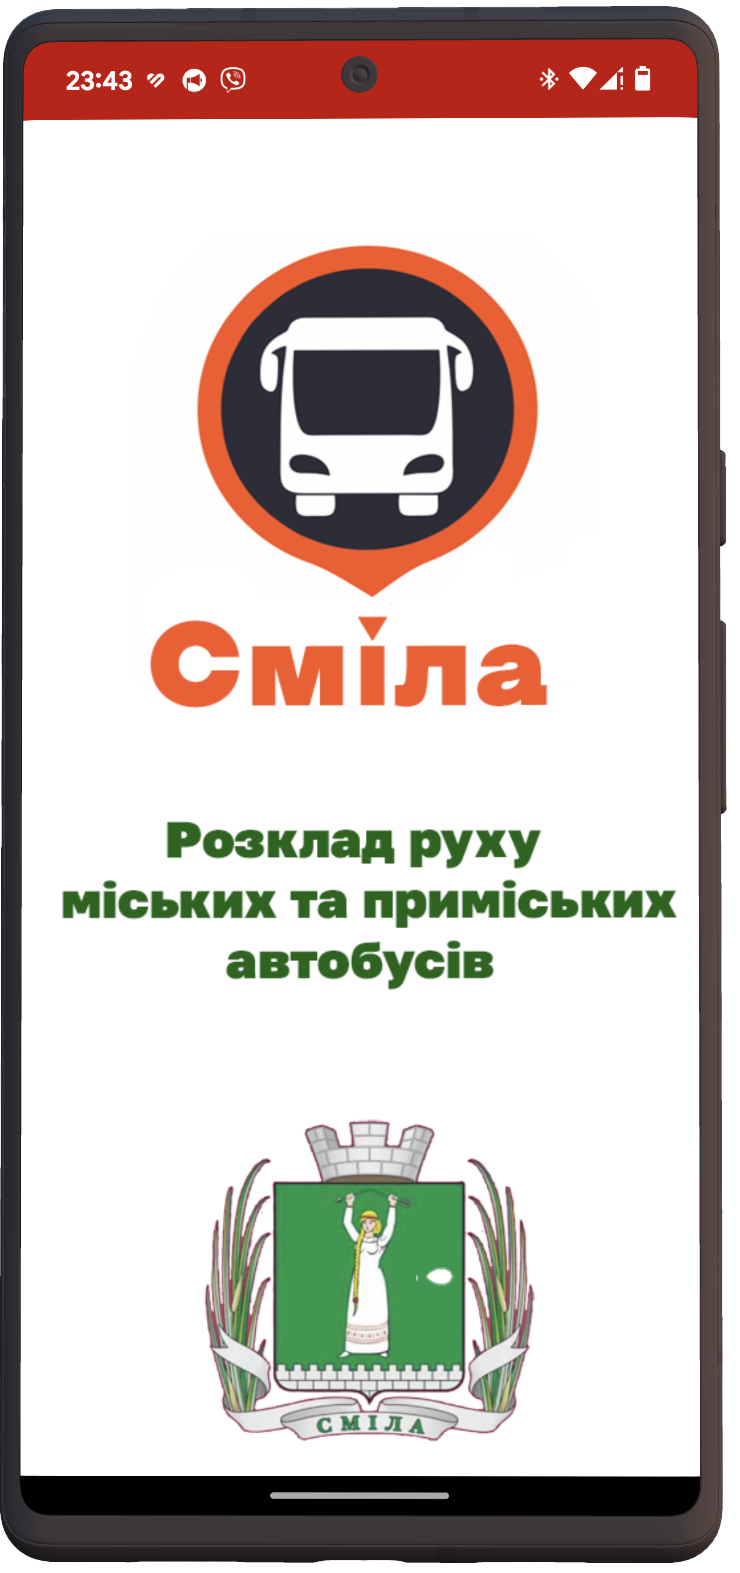 23:43
Сміла
Розклад руху
міських та приміських
автобусів
СМІЛА